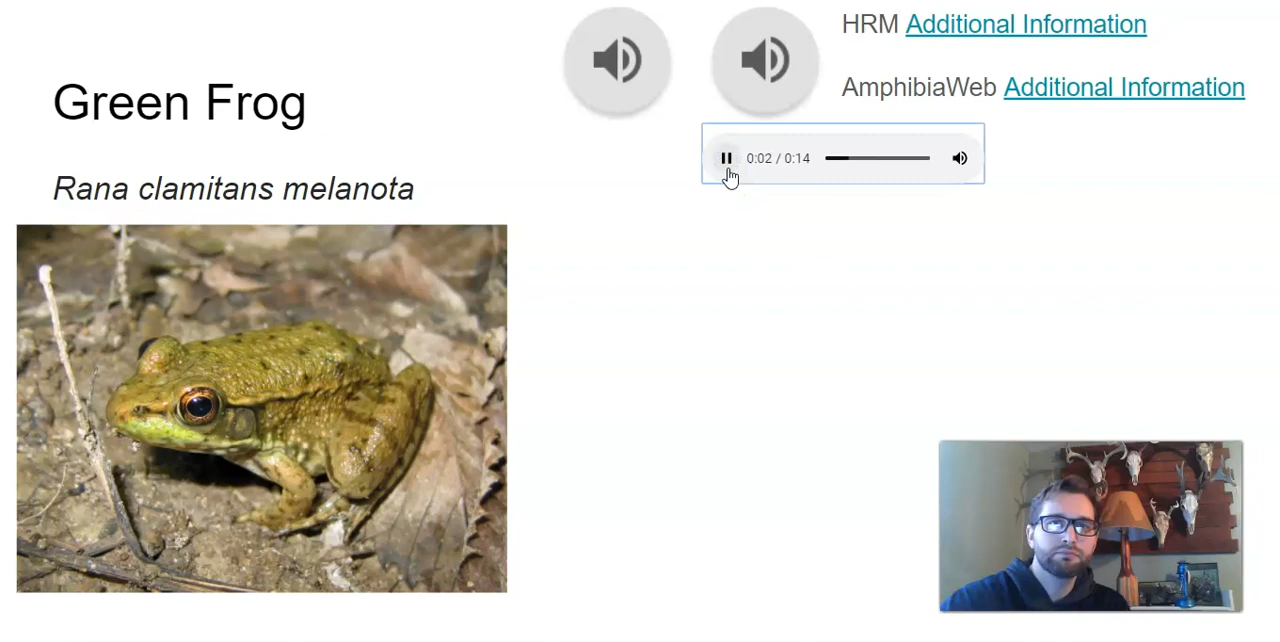 HRM Additional Information
Green Frog
AmphibiaWeb Additional Information
0:02 / 0:14
Rana clamitans melanota